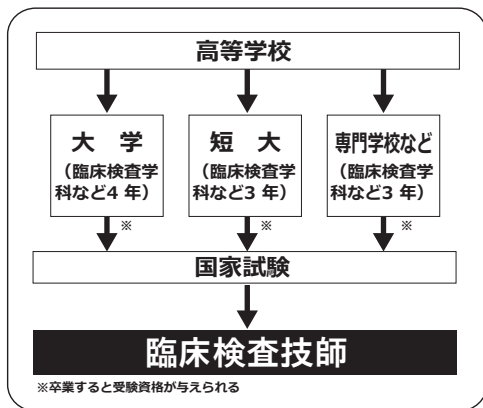 高等学校
大　学
（臨床検査学
科など4 年）
短　大
（臨床検査学
科など3 年）
専門学校など
（臨床検査学
科など3 年）
※
※
※
国家試験
臨床検査技師
※卒業すると受験資格が与えられる